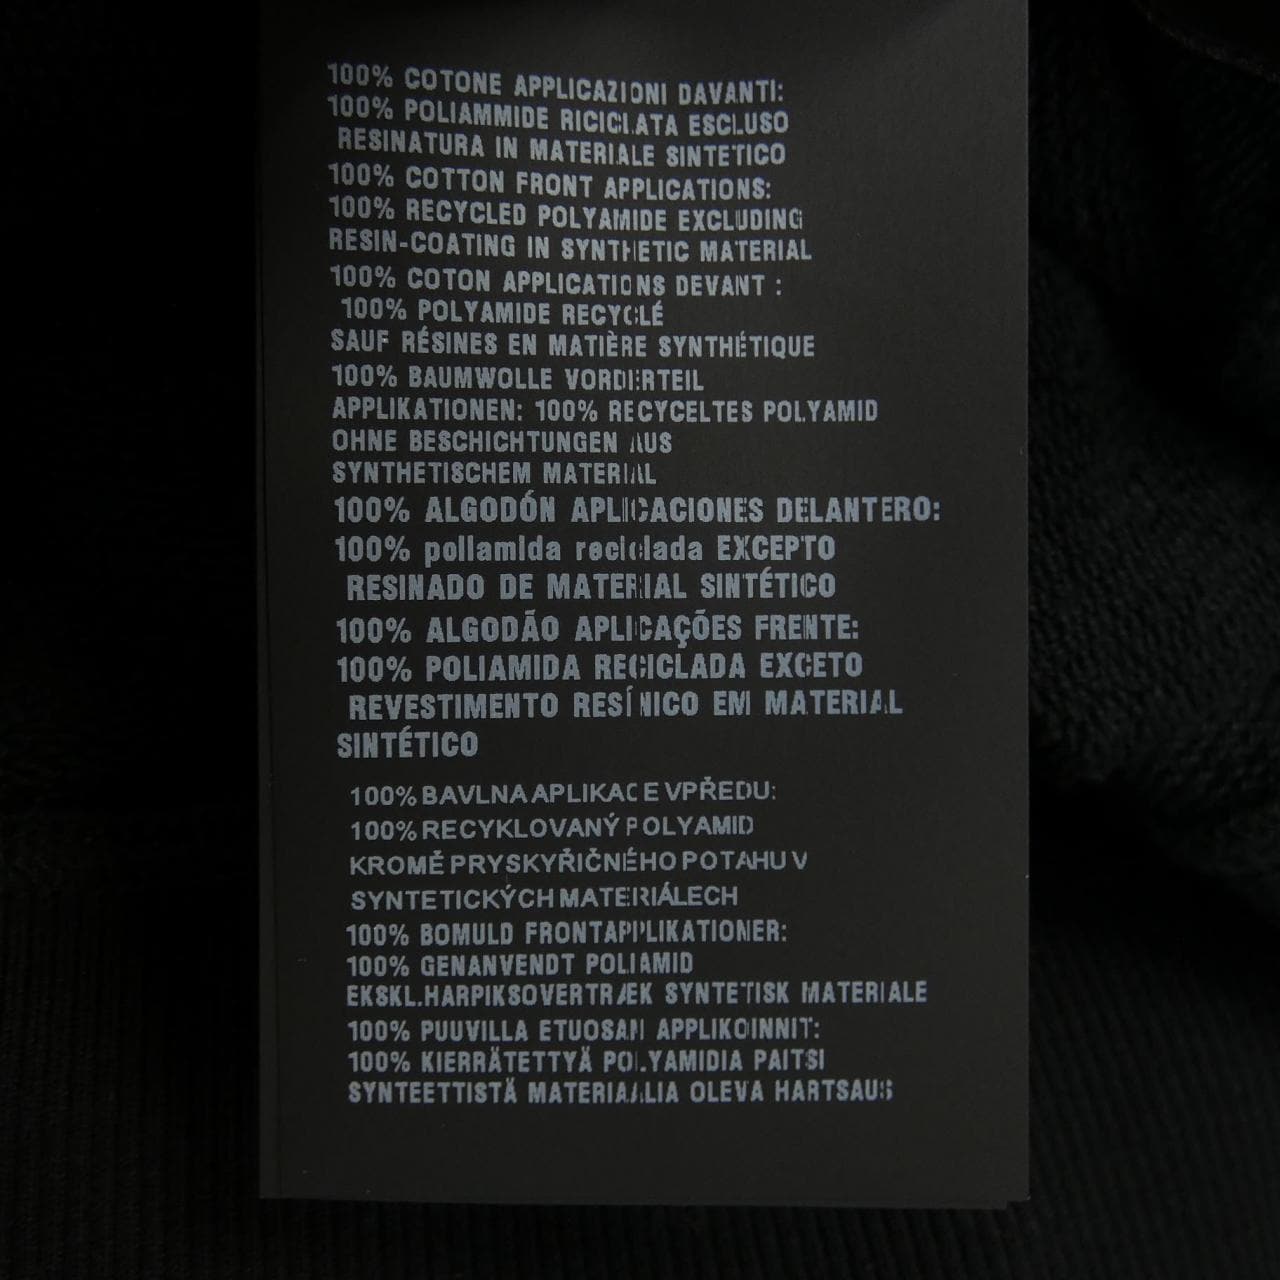 100% COTONE APPLICAZIONI DAVANTI:
100% POLIAMMIDE RICICLATA ESCLUSO
RESINATURA IN MATERIALE SINTETICO
100% COTTON FRONT APPLICATIONS:
100% RECYCLED POLYAMIDE EXCLUDING
RESIN-COATING IN SYNTHETIC MATERIAL
100% COTON APPLICATIONS DEVANT :
100% POLYAMIDE RECYCLÉ
SAUF RÉSINES EN MATIÈRE SYNTHÉTIQUE
100% BAUMWOLLE VORDERTEIL
APPLIKATIONEN: 100% RECYCELTES POLYAMID
OHNE BESCHICHTUNGEN AUS
SYNTHETISCHEM MATERIAL
100% ALGODÓN APLICACIONES DELANTERO:
100% poliamida reciclada EXCEPTO
RESINADO DE MATERIAL SINTÉTICO
100% ALGODÃO APLICAÇÕES FRENTE:
100% POLIAMIDA RECICLADA EXCETO
REVESTIMENTO RESÍNICO EM MATERIAL
SINTÉTICO
100% BAVLNA APLIKACE VPŘEDU:
100% RECYKLOVANÝ POLYAMID
KROMĚ PRYSKYŘIČNÉHO POTAHU V
SYNTETICKÝCH MATERIÁLECH
100% BOMULD FRONTAPPLIKATIONER:
100% GENANVENDT POLIAMID
EKSKL.HARPIKSOVERTRÆK SYNTETISK MATERIALE
100% PUUVILLA ETUOSAN APPLIKOINNIT:
100% KIERRÄTETTYÄ POLYAMIDIA PAITSI
SYNTEETTISTÄ MATERIAALIA OLEVA HARTSAUS